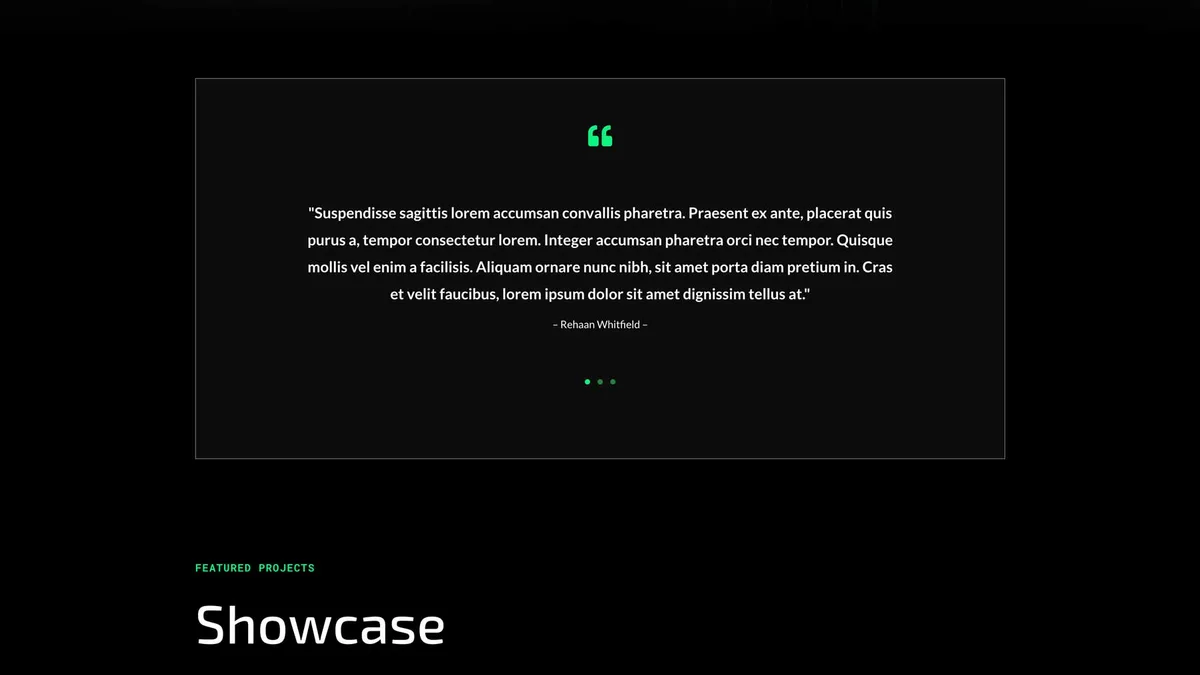 "Suspendisse sagittis lorem accumsan convallis pharetra. Praesent ex ante, placerat quis
purus a, tempor consectetur lorem. Integer accumsan pharetra orci nec tempor. Quisque
mollis vel enim a facilisis. Aliquam ornare nunc nibh, sit amet porta diam pretium in. Cras
et velit faucibus, lorem ipsum dolor sit amet dignissim tellus at."
– Rehaan Whitfield –
FEATURED PROJECTS
Showcase